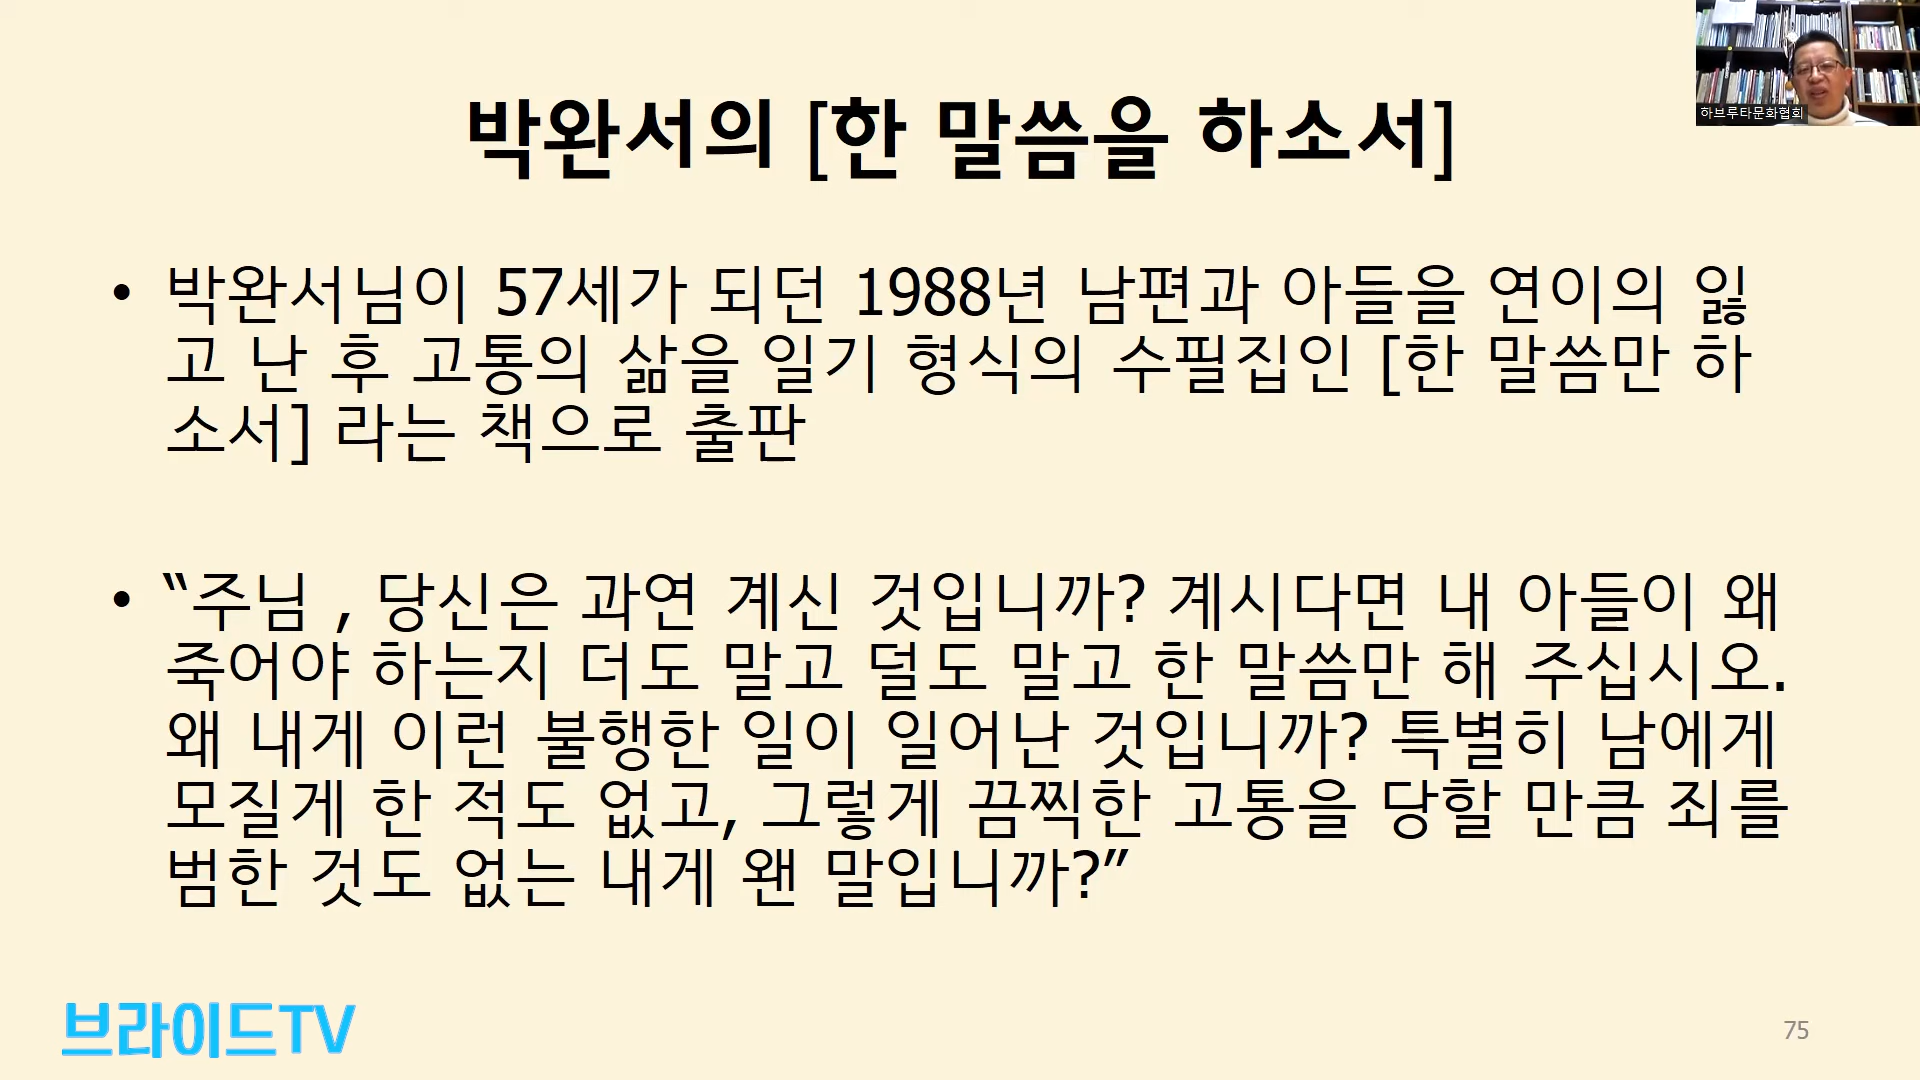 박완서의 [한 말씀을 하소서]
하브루타문화협회
• 박완서님이 57세가 되던 1988년 남편과 아들을 연이의 잃
고 난 후 고통의 삶을 일기 형식의 수필집인 [한 말씀만 하
소서] 라는 책으로 출판
• “주님 , 당신은 과연 계신 것입니까? 계시다면 내 아들이 왜
죽어야 하는지 더도 말고 덜도 말고 한 말씀만 해 주십시오.
왜 내게 이런 불행한 일이 일어난 것입니까? 특별히 남에게
모질게 한 적도 없고, 그렇게 끔찍한 고통을 당할 만큼 죄를
범한 것도 없는 내게 왠 말입니까?”
브라이드TV
75